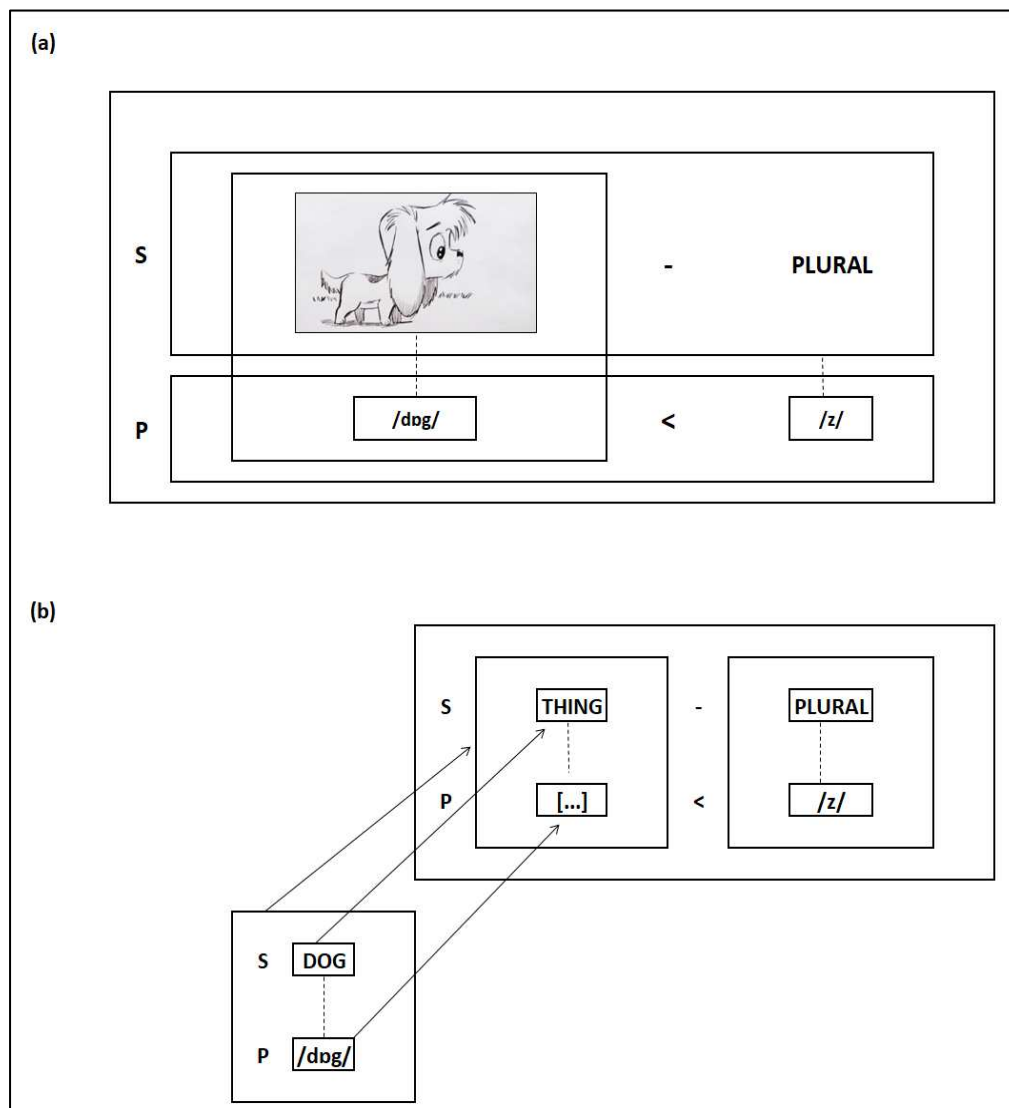 (a)
S - PLURAL
P /dɒg/ < /z/
(b)
S THING - PLURAL
P [...] < /z/
S DOG
P /dɒg/